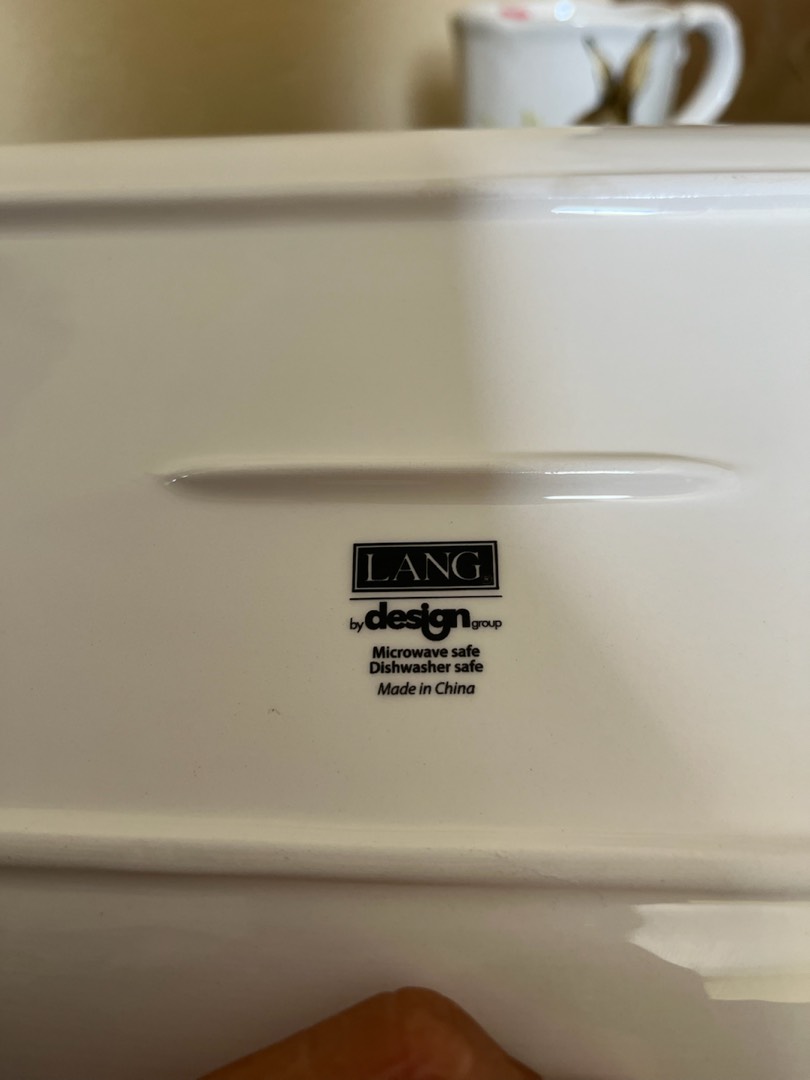 LANG
by design group
Microwave safe
Dishwasher safe
Made in China